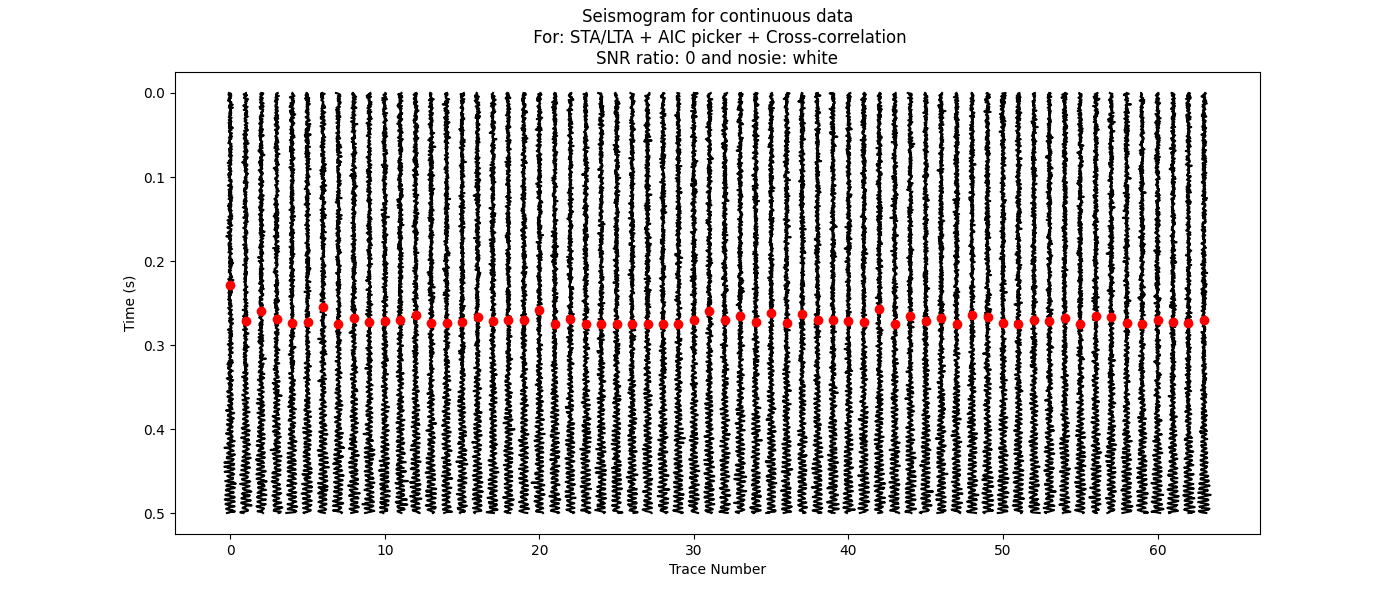 Seismogram for continuous data
For: STA/LTA + AIC picker + Cross-correlation
SNR ratio: 0 and nosie: white
Time (s)
0.0
0.1
0.2
0.3
0.4
0.5
0 10 20 30 40 50 60
Trace Number